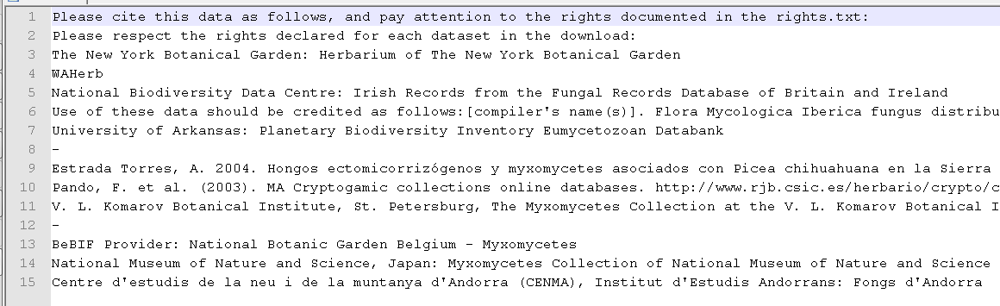 1 Please cite this data as follows, and pay attention to the rights documented in the rights.txt:
2 Please respect the rights declared for each dataset in the download:
3 The New York Botanical Garden: Herbarium of The New York Botanical Garden
4 WAHerb
5 National Biodiversity Data Centre: Irish Records from the Fungal Records Database of Britain and Ireland
6 Use of these data should be credited as follows:[compiler's name(s)]. Flora Mycologica Iberica fungus distribu
7 University of Arkansas: Planetary Biodiversity Inventory Eumycetozoan Databank
8 -
9 Estrada Torres, A. 2004. Hongos ectomicorrizógenos y myxomycetes asociados con Picea chihuahuana en la Sierra
10 Pando, F. et al. (2003). MA Cryptogamic collections online databases. http://www.rjb.csic.es/herbario/crypto/c
11 V. L. Komarov Botanical Institute, St. Petersburg, The Myxomycetes Collection at the V. L. Komarov Botanical I
12 -
13 BeBIF Provider: National Botanic Garden Belgium - Myxomycetes
14 National Museum of Nature and Science, Japan: Myxomycetes Collection of National Museum of Nature and Science
15 Centre d'estudis de la neu i de la muntanya d'Andorra (CENMA), Institut d'Estudis Andorrans: Fongs d'Andorra